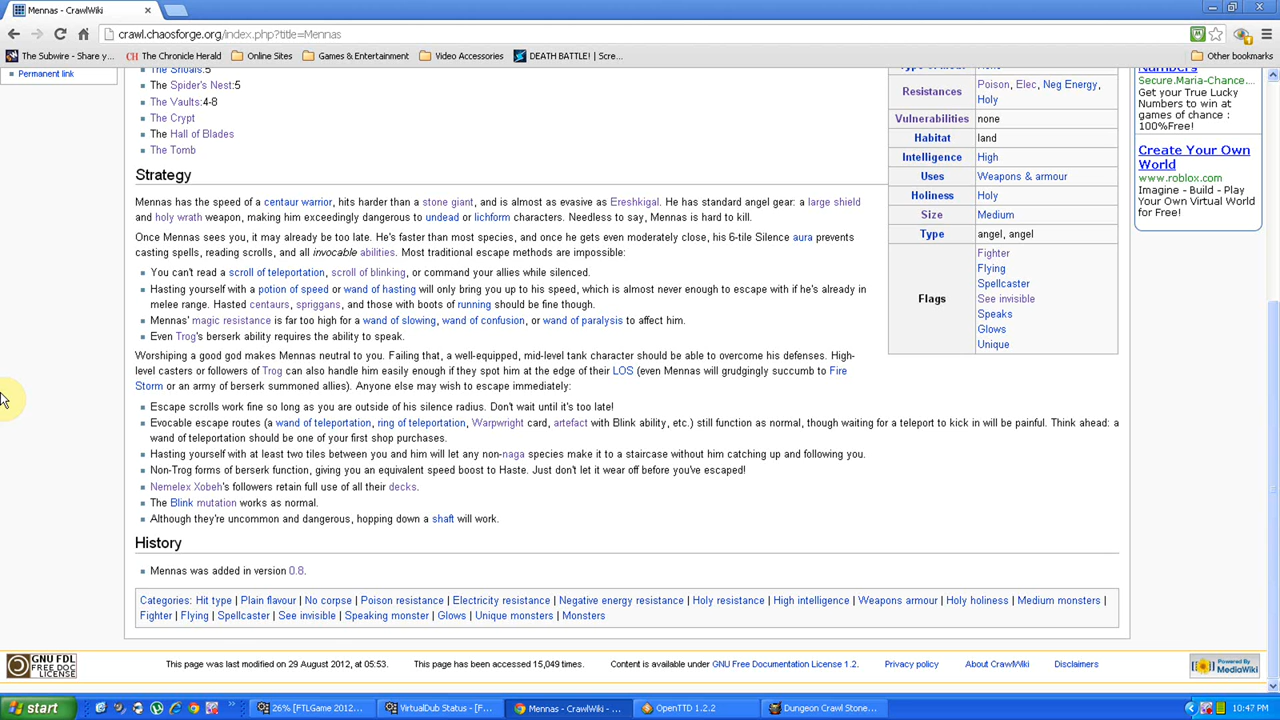 Mennas - CrawlWiki
crawl.chaosforge.org/index.php?title=Mennas
The Subwire - Share y... The Chronicle Herald Online Sites Games & Entertainment Video Accessories DEATH BATTLE! | Scre... Other bookmarks
Permanent link
The Shoals:5
The Spider's Nest:5
The Vaults:4-8
The Crypt
The Hall of Blades
The Tomb
Strategy
Mennas has the speed of a centaur warrior, hits harder than a stone giant, and is almost as evasive as Ereshkigal. He has standard angel gear: a large shield
and holy wrath weapon, making him exceedingly dangerous to undead or lichform characters. Needless to say, Mennas is hard to kill.
Once Mennas sees you, it may already be too late. He's faster than most species, and once he gets even moderately close, his 6-tile Silence aura prevents
casting spells, reading scrolls, and all invocable abilities. Most traditional escape methods are impossible:
You can't read a scroll of teleportation, scroll of blinking, or command your allies while silenced.
Hasting yourself with a potion of speed or wand of hasting will only bring you up to his speed, which is almost never enough to escape with if he's already in
melee range. Hasted centaurs, spriggans, and those with boots of running should be fine though.
Mennas' magic resistance is far too high for a wand of slowing, wand of confusion, or wand of paralysis to affect him.
Even Trog's berserk ability requires the ability to speak.
Worshiping a good god makes Mennas neutral to you. Failing that, a well-equipped, mid-level tank character should be able to overcome his defenses. High-
level casters or followers of Trog can also handle him easily enough if they spot him at the edge of their LOS (even Mennas will grudgingly succumb to Fire
Storm or an army of berserk summoned allies). Anyone else may wish to escape immediately:
Escape scrolls work fine so long as you are outside of his silence radius. Don't wait until it's too late!
Evocable escape routes (a wand of teleportation, ring of teleportation, Warpwright card, artefact with Blink ability, etc.) still function as normal, though waiting for a teleport to kick in will be painful. Think ahead: a
wand of teleportation should be one of your first shop purchases.
Hasting yourself with at least two tiles between you and him will let any non-naga species make it to a staircase without him catching up and following you.
Non-Trog forms of berserk function, giving you an equivalent speed boost to Haste. Just don't let it wear off before you've escaped!
Nemelex Xobeh's followers retain full use of all their decks.
The Blink mutation works as normal.
Although they're uncommon and dangerous, hopping down a shaft will work.
History
Mennas was added in version 0.8.
Categories: Hit type | Plain flavour | No corpse | Poison resistance | Electricity resistance | Negative energy resistance | Holy resistance | High intelligence | Weapons armour | Holy holiness | Medium monsters |
Fighter | Flying | Spellcaster | See invisible | Speaking monster | Glows | Unique monsters | Monsters
Resistances Poison, Elec, Neg Energy,
Holy
Vulnerabilities none
Habitat land
Intelligence High
Uses Weapons & armour
Holiness Holy
Size Medium
Type angel, angel
Flags
Fighter
Flying
Spellcaster
See invisible
Speaks
Glows
Unique
Numbers
Secure.Maria-Chance....
Get your True Lucky
Numbers to win at
games of chance :
100%Free!
Create Your Own
World
www.roblox.com
Imagine - Build - Play
Your Own Virtual World
for Free!
GNU FDL
FREE DOC
LICENSE
This page was last modified on 29 August 2012, at 05:53. This page has been accessed 15,049 times. Content is available under GNU Free Documentation License 1.2. Privacy policy About CrawlWiki Disclaimers
Powered By
MediaWiki
start 26% [FTLGame 2012... VirtualDub Status - [F... Mennas - CrawlWiki - ... OpenTTD 1.2.2 Dungeon Crawl Stone... 10:47 PM